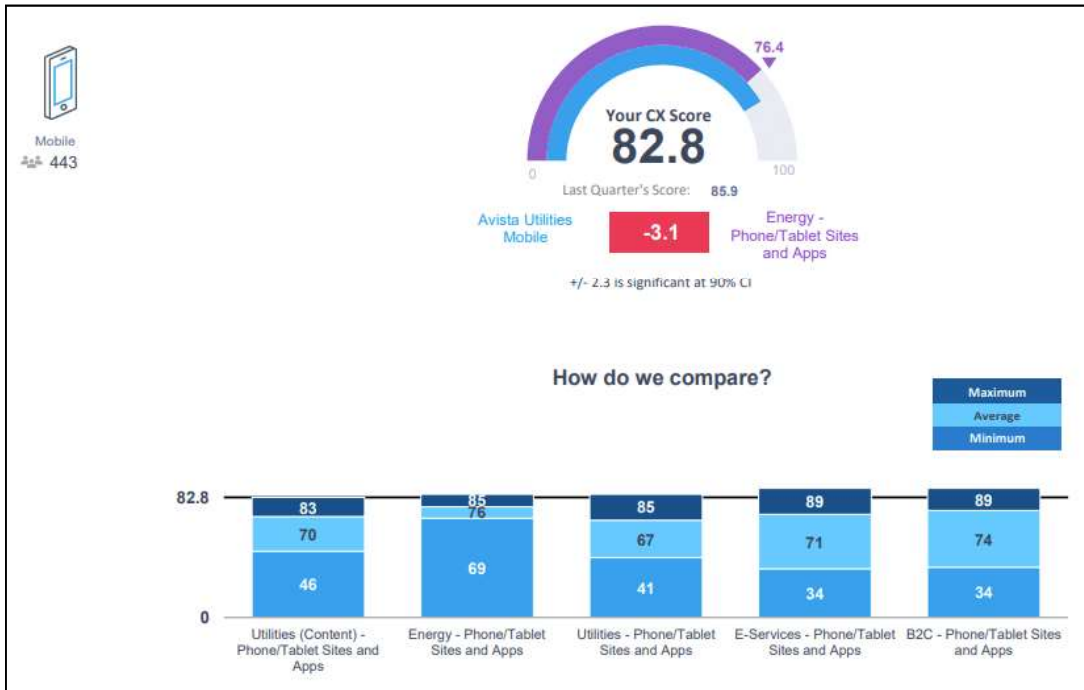 Mobile
443
76.4
Your CX Score
82.8
0
100
Last Quarter's Score: 85.9
Avista Utilities
Mobile
-3.1
Energy -
Phone/Tablet Sites
and Apps
+/- 2.3 is significant at 90% CI
How do we compare?
Maximum
Average
Minimum
82.8
83
85
85
89
89
70
76
67
71
74
46
69
41
34
34
0
Utilities (Content) -
Phone/Tablet Sites and
Apps
Energy - Phone/Tablet
Sites and Apps
Utilities - Phone/Tablet
Sites and Apps
E-Services - Phone/Tablet
Sites and Apps
B2C - Phone/Tablet Sites
and Apps